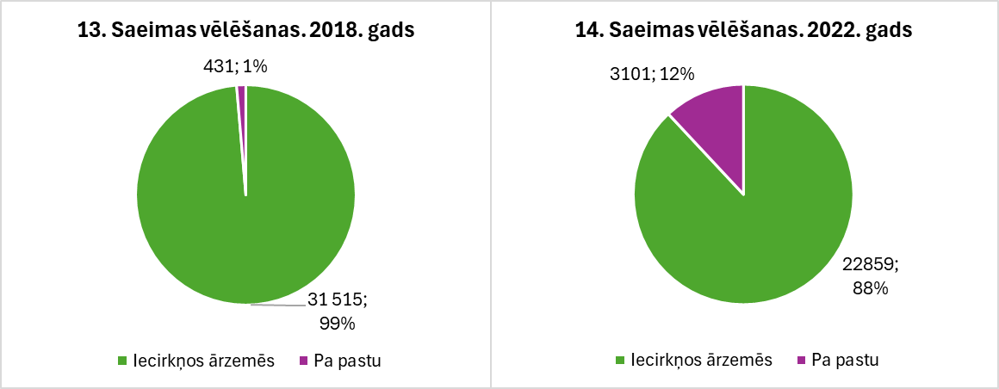 13. Saeimas vēlēšanas. 2018. gads
431; 1%
31 515;
99%
Iecirkņos ārzemēs
Pa pastu
14. Saeimas vēlēšanas. 2022. gads
3101; 12%
22859;
88%
Iecirkņos ārzemēs
Pa pastu